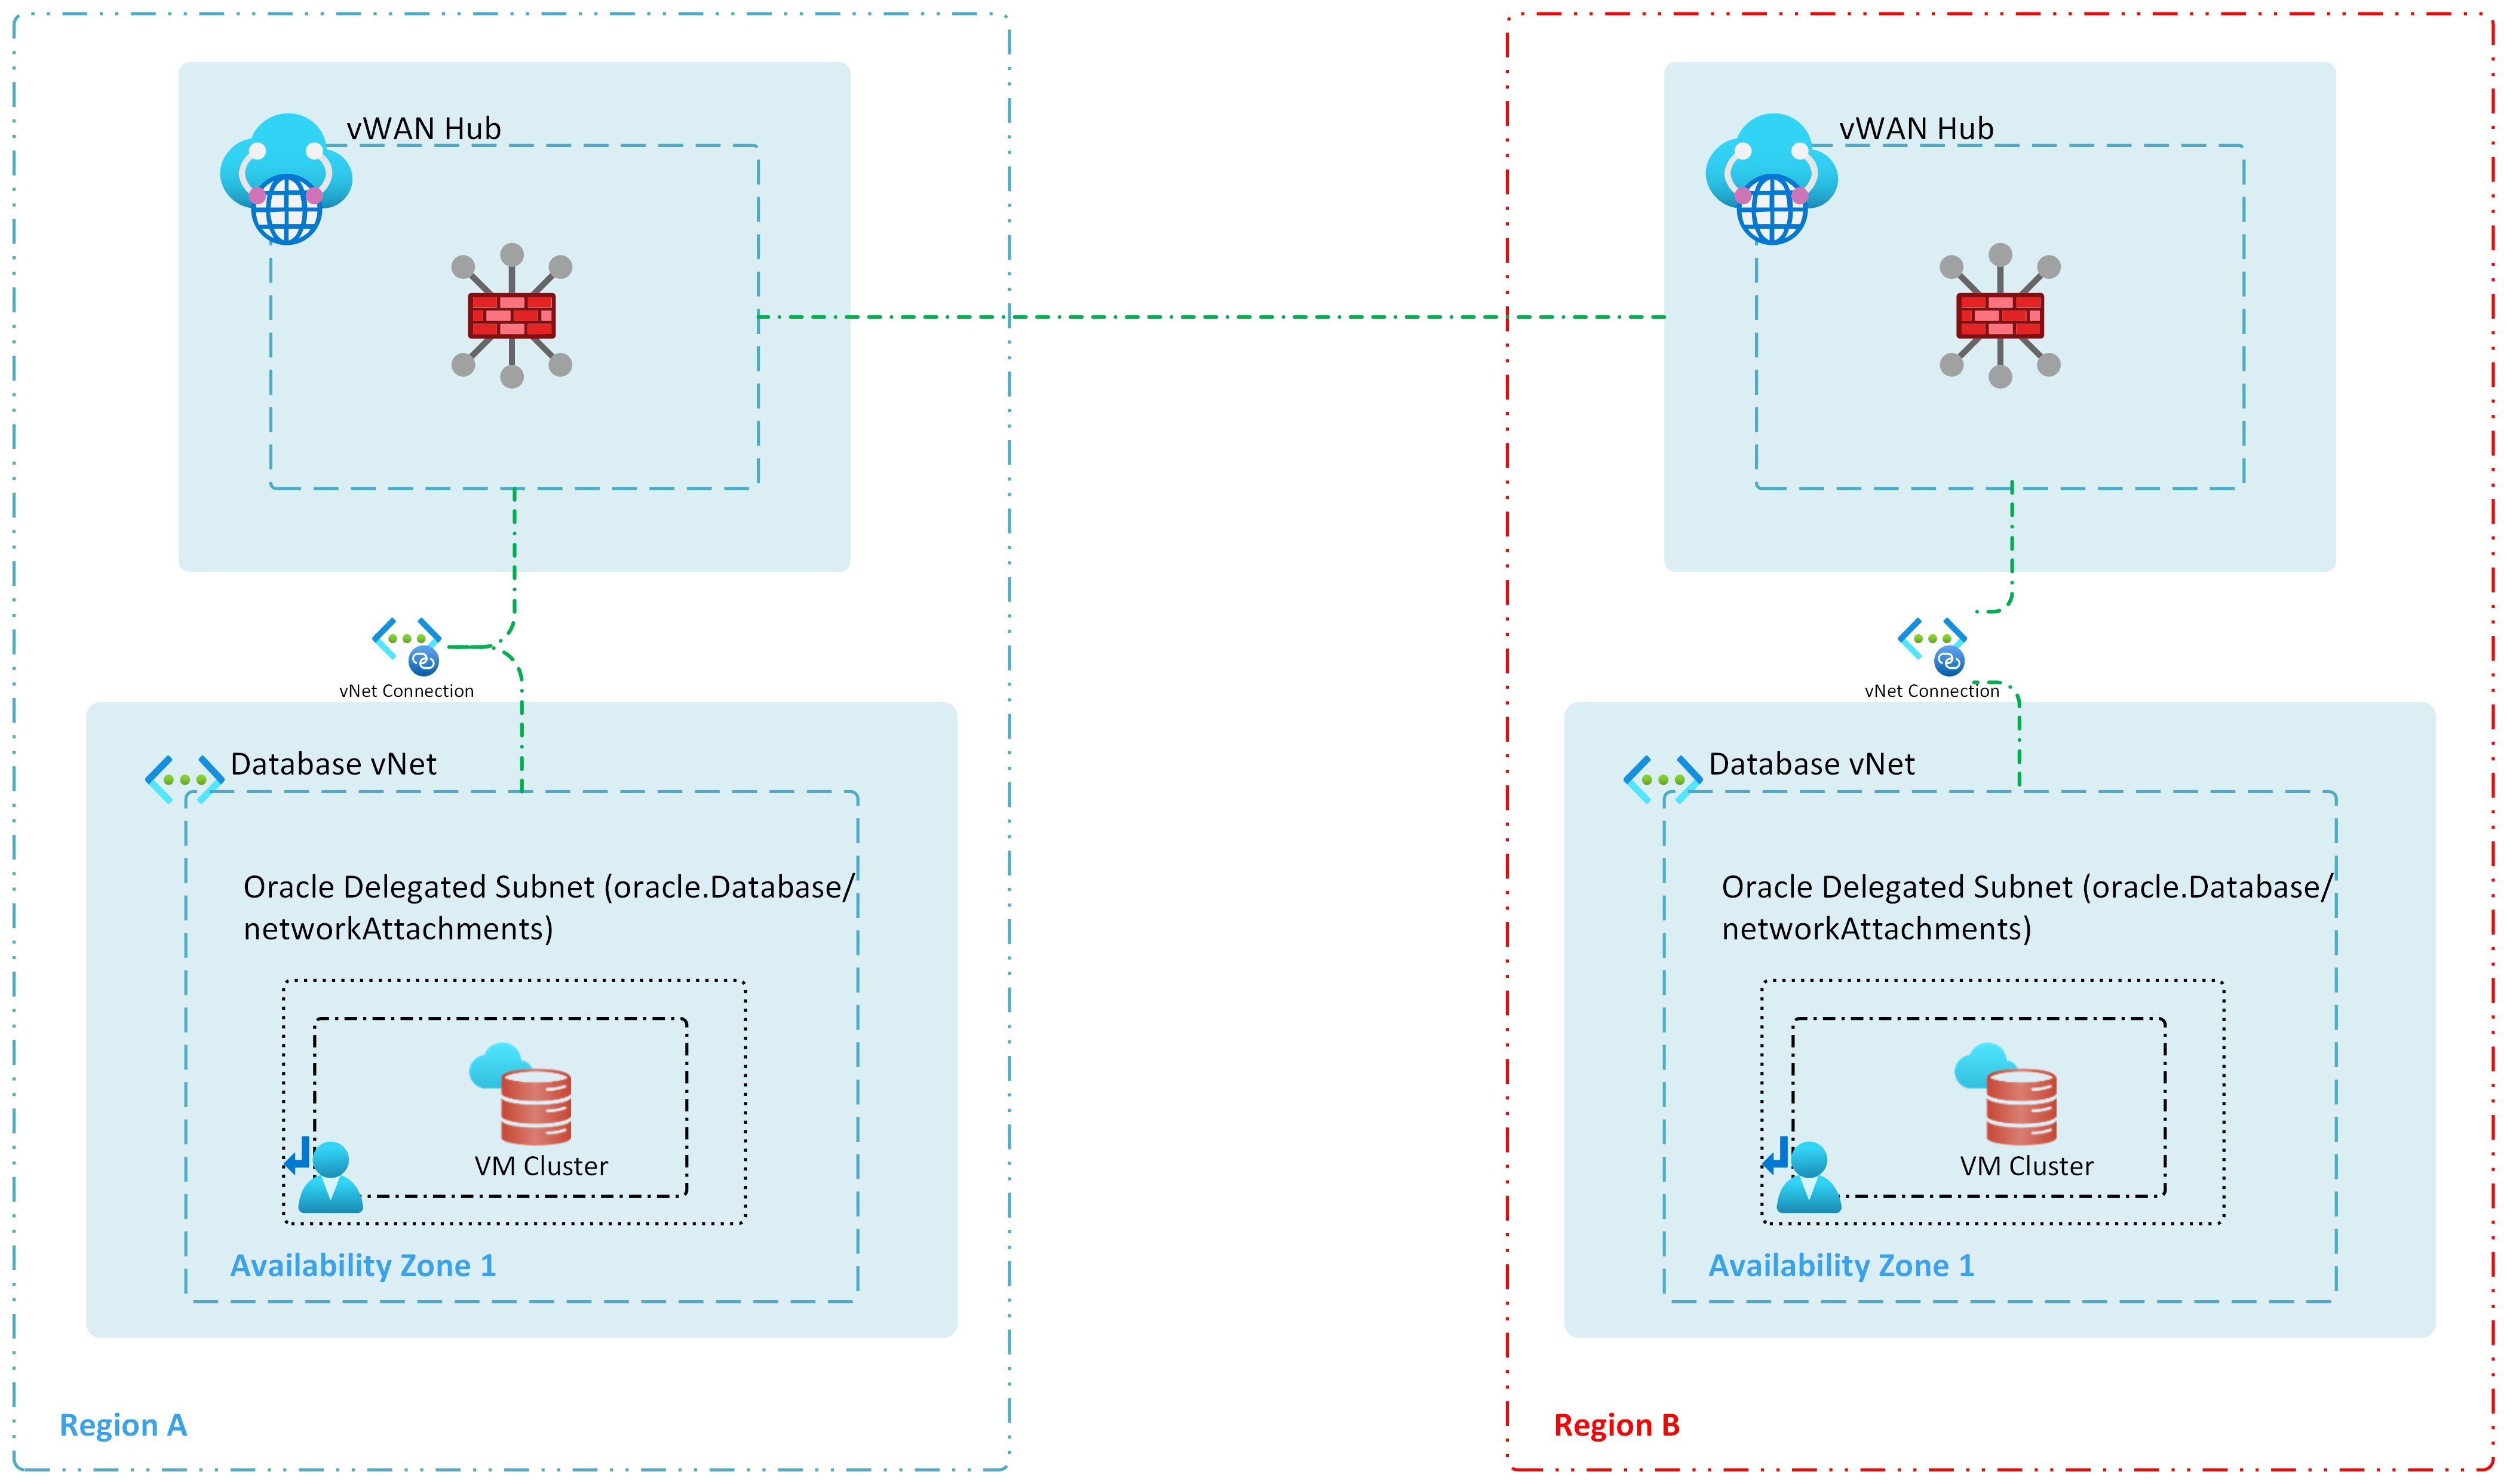 vWAN Hub
vNet Connection
Database vNet
Oracle Delegated Subnet (oracle.Database/
networkAttachments)
VM Cluster
Availability Zone 1
Region A
vWAN Hub
vNet Connection
Database vNet
Oracle Delegated Subnet (oracle.Database/
networkAttachments)
VM Cluster
Availability Zone 1
Region B